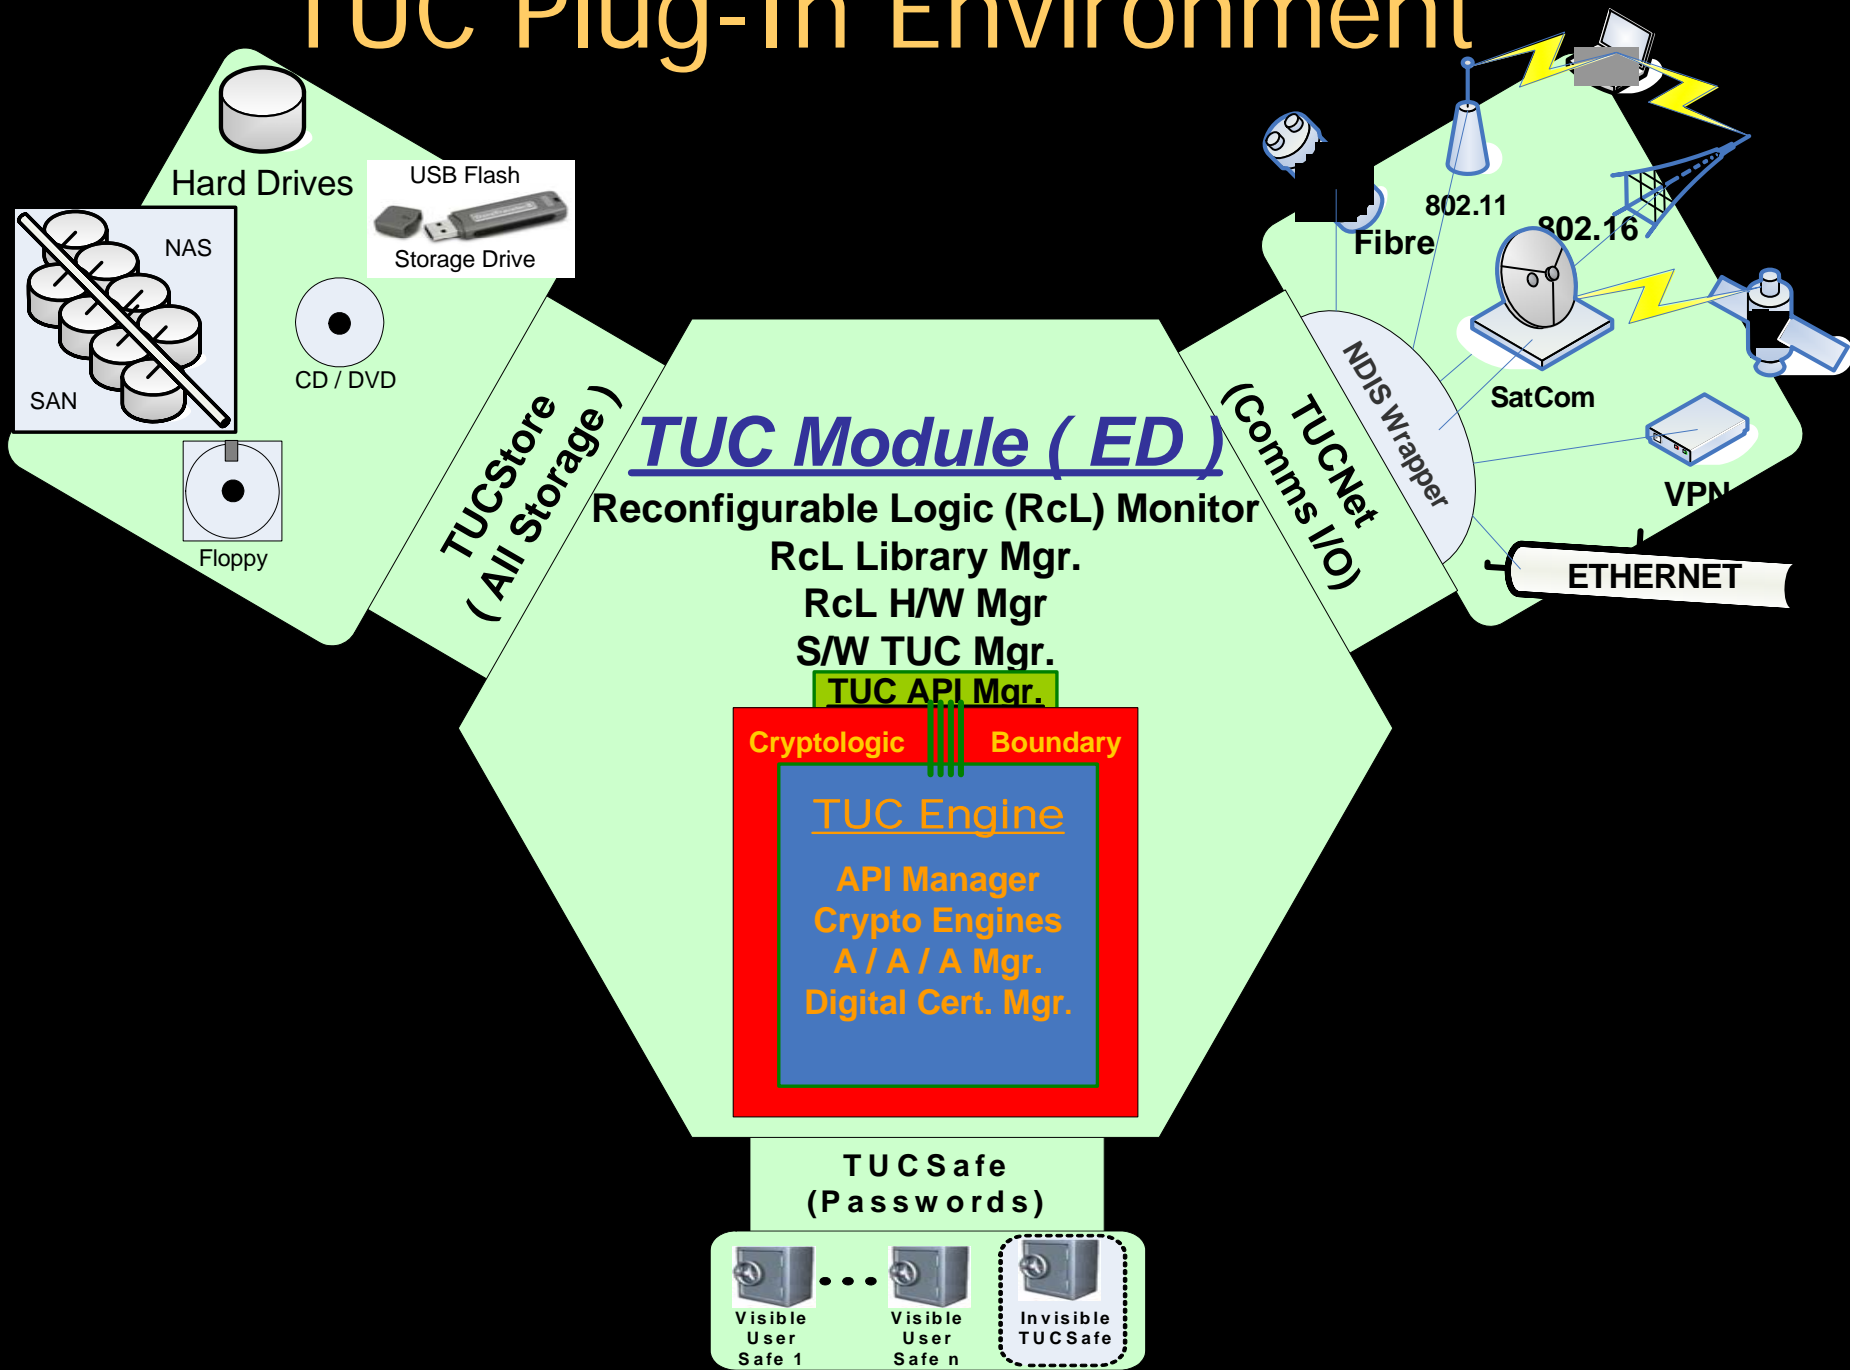 TUC Plug-In Environment
Hard Drives
USB Flash
Storage Drive
NAS
SAN
CD / DVD
Floppy
TUCStore
( All Storage )
TUC Module ( ED )
Reconfigurable Logic (RcL) Monitor
RcL Library Mgr.
RcL H/W Mgr
S/W TUC Mgr.
TUC API Mgr.
Cryptologic Boundary
TUC Engine
API Manager
Crypto Engines
A / A / A Mgr.
Digital Cert. Mgr.
TUCNet
(Comms I/O)
NDIS Wrapper
Fibre
802.11
802.16
SatCom
VPN
ETHERNET
TUCSafe
(Passwords)
Visible
User
Safe 1
Visible
User
Safe n
Invisible
TUCSafe